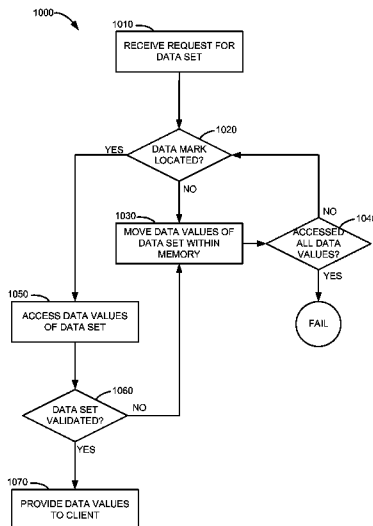 1000
1010
RECEIVE REQUEST FOR
DATA SET
1020
DATA MARK
LOCATED?
YES
NO
1030
MOVE DATA VALUES OF
DATA SET WITHIN
MEMORY
NO
1040
ACCESSED
ALL DATA
VALUES?
YES
FAIL
1050
ACCESS DATA VALUES
OF DATA SET
1060
DATA SET
VALIDATED?
NO
YES
1070
PROVIDE DATA VALUES
TO CLIENT